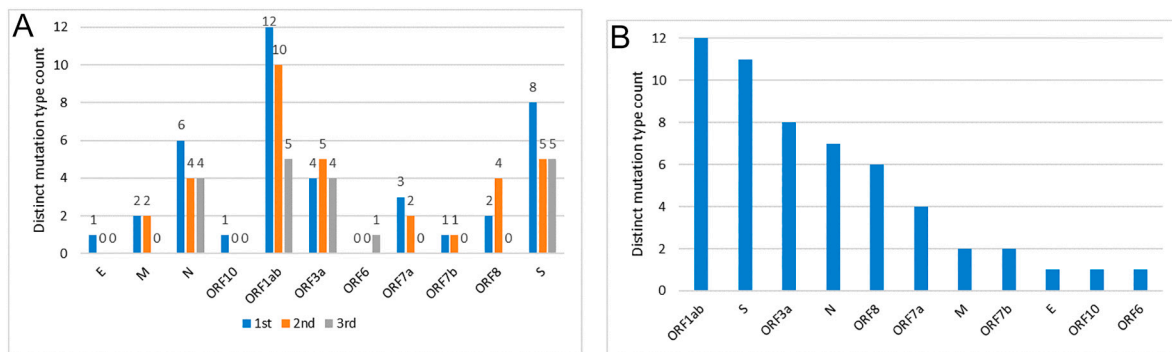 A
Distinct mutation type count
12
10
8
6
4
2
0
1
0 0
2 2
0
6
4 4
1
0 0
12
10
5
4
5
4
0 0
1
3
2
0
1 1
0
2
4
0
8
5 5
E
M
N
ORF10
ORF1ab
ORF3a
ORF6
ORF7a
ORF7b
ORF8
S
1st 2nd 3rd
B
Distinct mutation type count
12
10
8
6
4
2
0
ORF1ab
S
ORF3a
N
ORF8
ORF7a
M
ORF7b
E
ORF10
ORF6